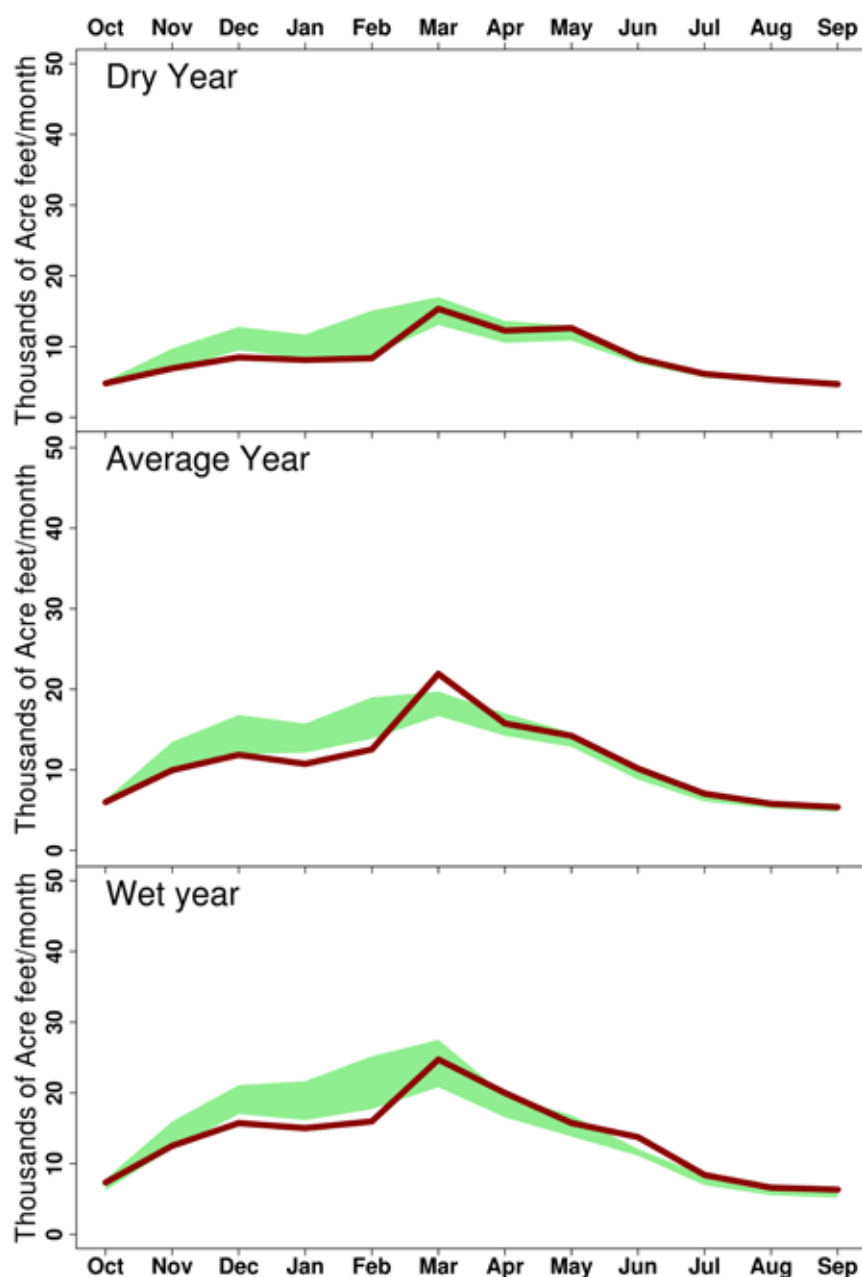 Oct Nov Dec Jan Feb Mar Apr May Jun Jul Aug Sep
Dry Year
Thousands of Acre feet/month
50
40
30
20
10
0
Average Year
Thousands of Acre feet/month
50
40
30
20
10
0
Wet year
Thousands of Acre feet/month
50
40
30
20
10
0
Oct Nov Dec Jan Feb Mar Apr May Jun Jul Aug Sep